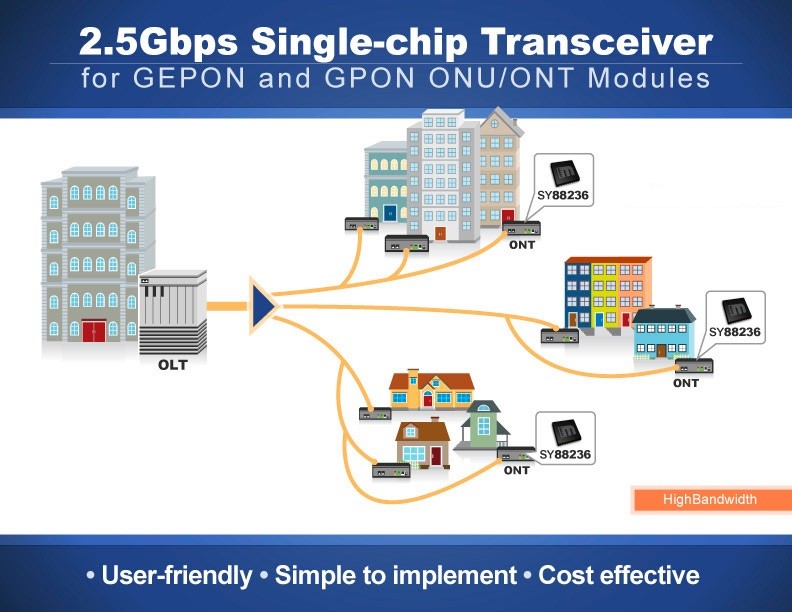 2.5Gbps Single-chip Transceiver
for GEPON and GPON ONU/ONT Modules
SY88236
ONT
SY88236
OLT
ONT
SY88236
ONT
HighBandwidth
• User-friendly • Simple to implement • Cost effective